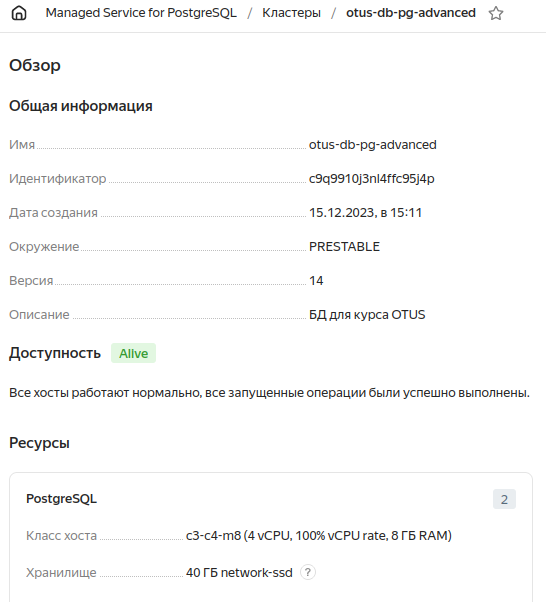 Managed Service for PostgreSQL / Кластеры / otus-db-pg-advanced
Обзор
Общая информация
Имя otus-db-pg-advanced
Идентификатор c9q9910j3nl4ffc95j4p
Дата создания 15.12.2023, в 15:11
Окружение PRESTABLE
Версия 14
Описание БД для курса OTUS
Доступность Alive
Все хосты работают нормально, все запущенные операции были успешно выполнены.
Ресурсы
PostgreSQL 2
Класс хоста c3-c4-m8 (4 vCPU, 100% vCPU rate, 8 ГБ RAM)
Хранилище 40 ГБ network-ssd ?